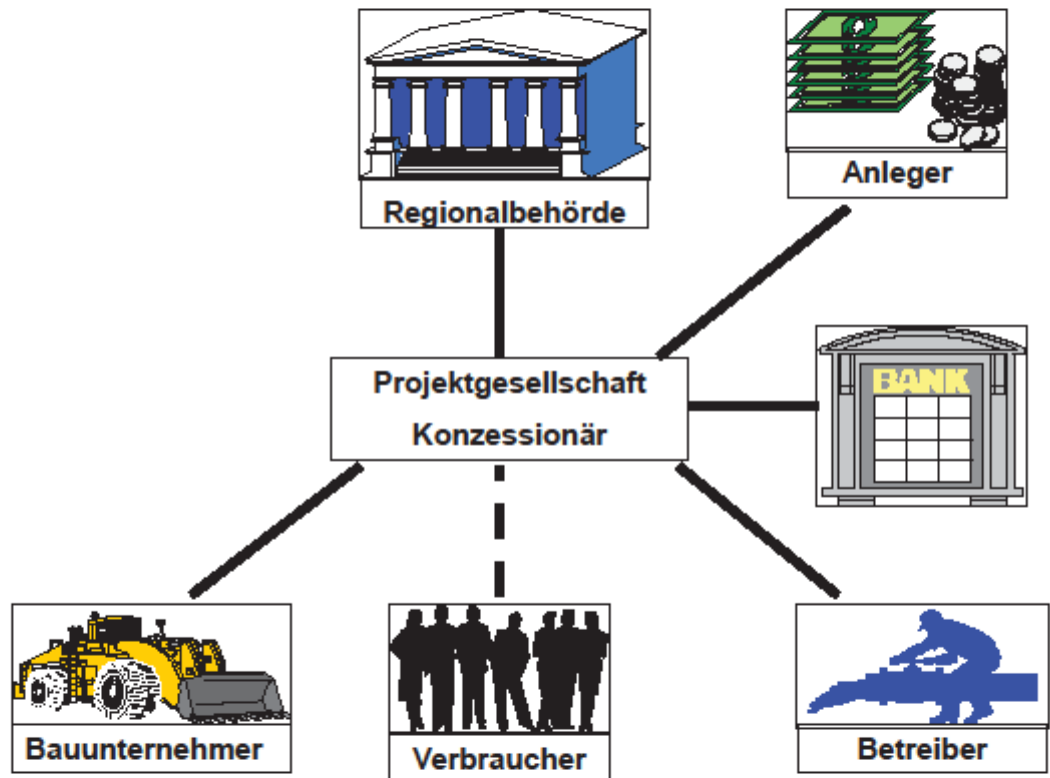 Regionalbehörde
Anleger
Projektgesellschaft
Konzessionär
BANK
Bauunternehmer
Verbraucher
Betreiber